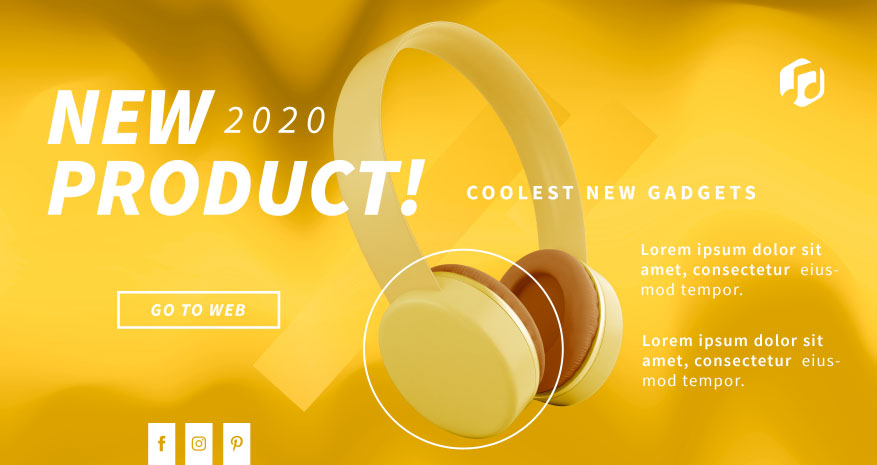 NEW 2020
PRODUCT!
COOLEST NEW GADGETS
Lorem ipsum dolor sit
amet, consectetur eius-
mod tempor.
Lorem ipsum dolor sit
amet, consectetur eius-
mod tempor.
GO TO WEB